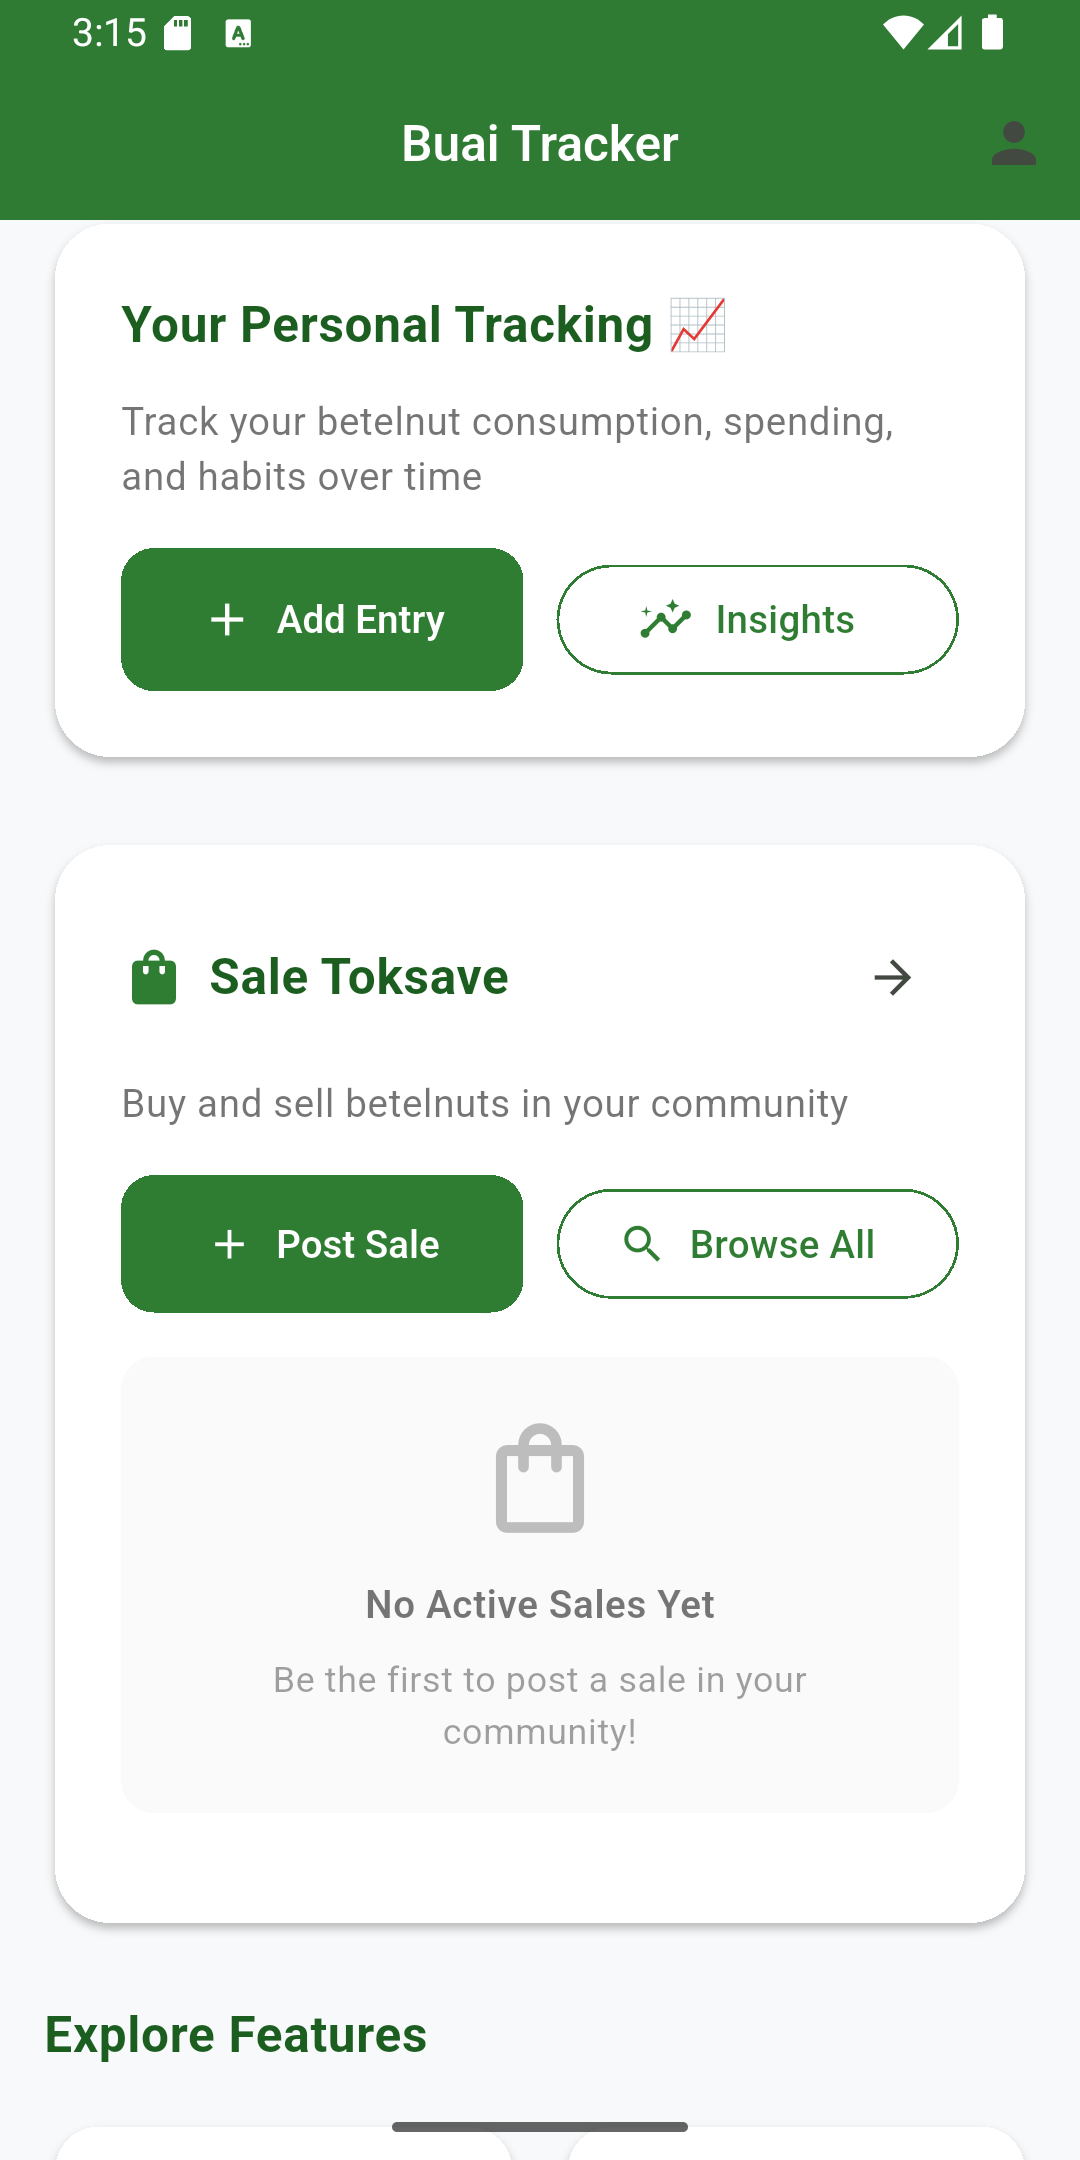 3:15
Buai Tracker
Your Personal Tracking 📈
Track your betelnut consumption, spending,
and habits over time
Add Entry
Insights
Sale Toksave
Buy and sell betelnuts in your community
Post Sale
Browse All
No Active Sales Yet
Be the first to post a sale in your
community!
Explore Features